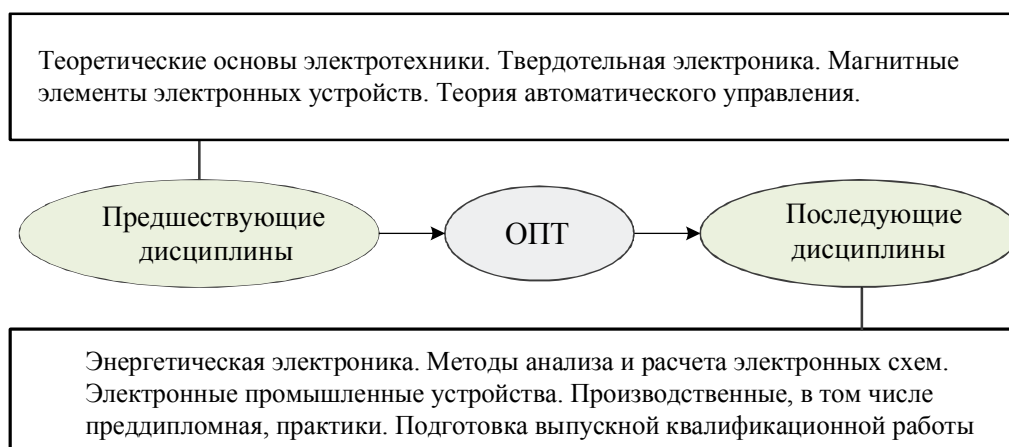 Теоретические основы электротехники. Твердотельная электроника. Магнитные
элементы электронных устройств. Теория автоматического управления.
Предшествующие
дисциплины
ОПТ
Последующие
дисциплины
Энергетическая электроника. Методы анализа и расчета электронных схем.
Электронные промышленные устройства. Производственные, в том числе
преддипломная, практики. Подготовка выпускной квалификационной работы